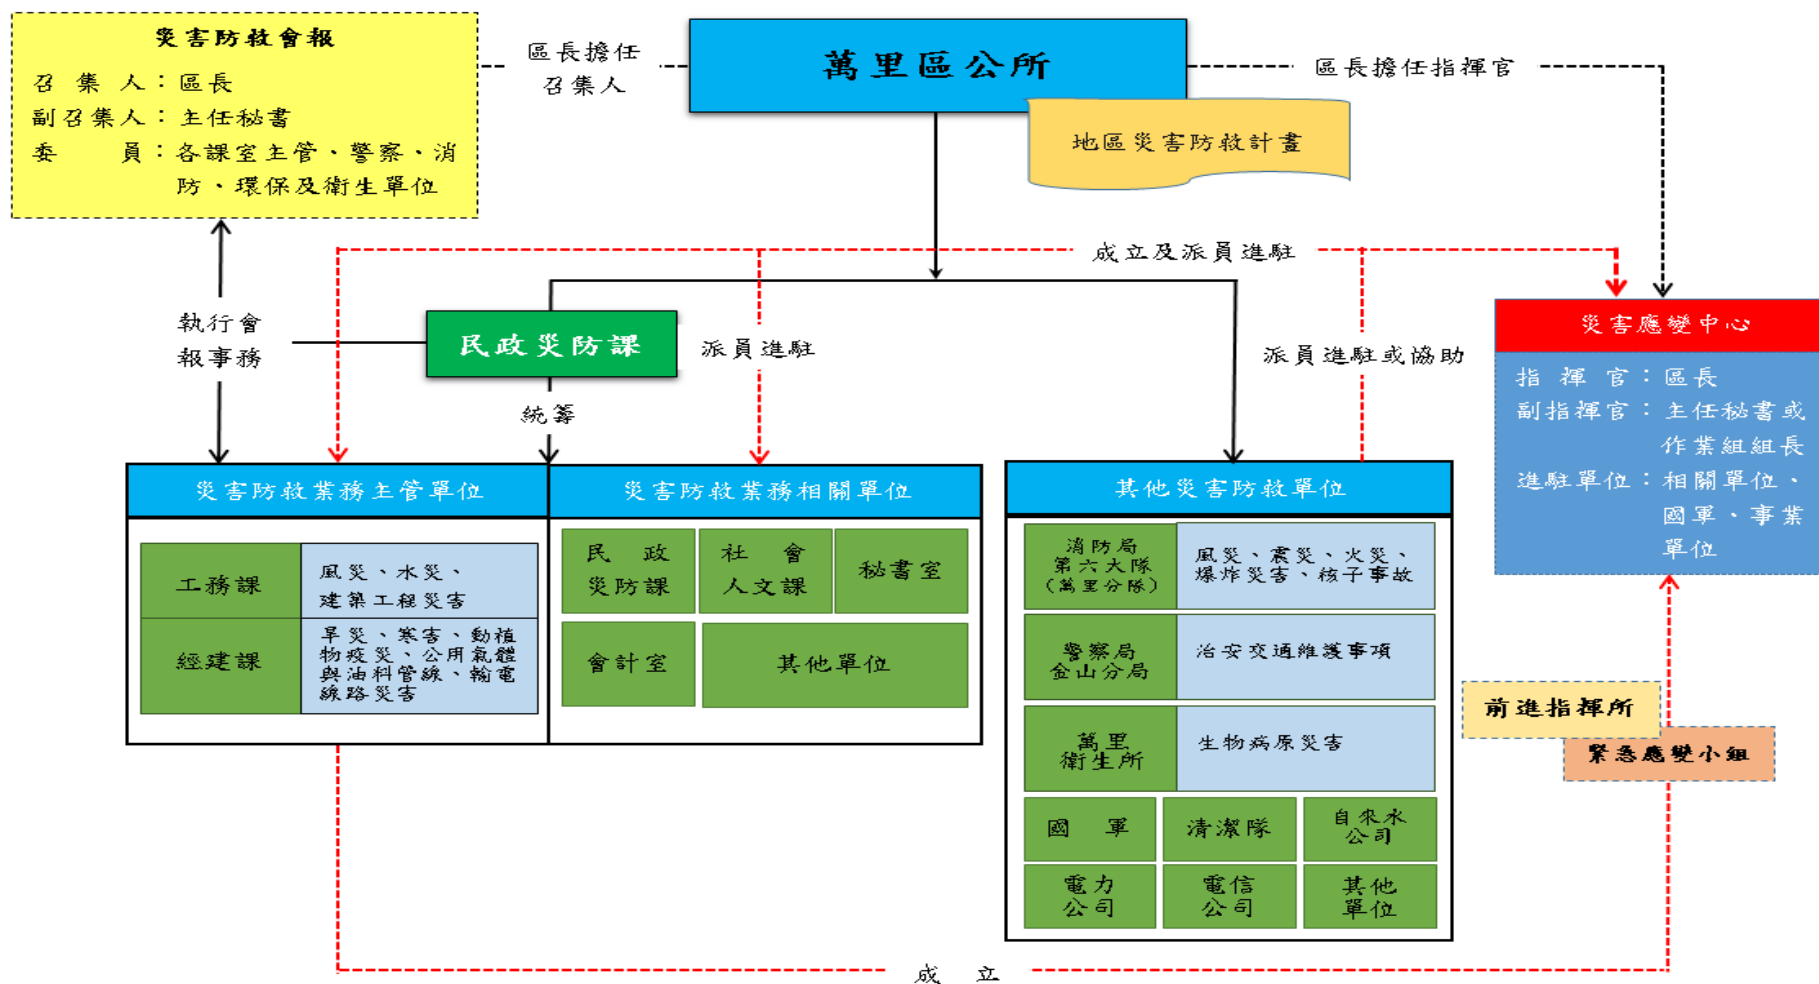 災害防救會報
召集人：區長
副召集人：主任秘書
委員：各課室主管、警察、消
防、環保及衛生單位
區長擔任
召集人
萬里區公所
區長擔任指揮官
地區災害防救計畫
成立及派員進駐
執行會
報事務
民政災防課
派員進駐
派員進駐或協助
統籌
災害應變中心
指揮官：區長
副指揮官：主任秘書或
作業組組長
進駐單位：相關單位、
國軍、事業
單位
災害防救業務主管單位
工務課
風災、水災、
建築工程災害
經建課
旱災、寒害、動植
物疫災、公用氣體
與油料管線、輸電
線路災害
災害防救業務相關單位
民政
災防課
社會
人文課
秘書室
會計室
其他單位
其他災害防救單位
消防局
第六大隊
(萬里分隊)
風災、震災、火災、
爆炸災害、核子事故
警察局
金山分局
治安交通維護事項
萬里
衛生所
生物病原災害
國軍
清潔隊
自來水
公司
電力
公司
電信
公司
其他
單位
前進指揮所
緊急應變小組
成立